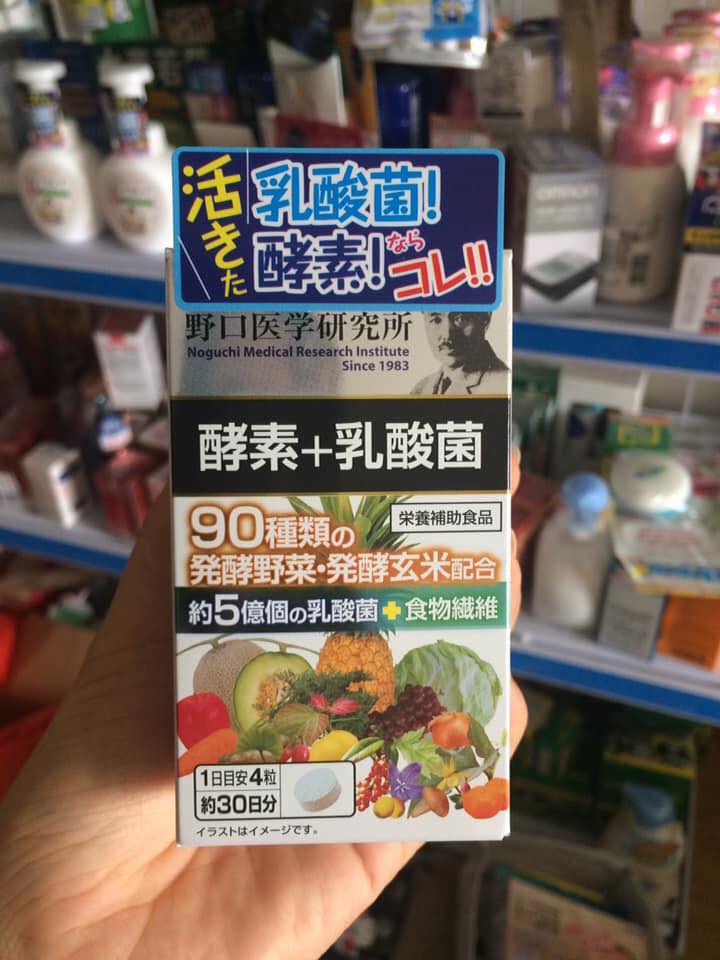 活きた
乳酸菌!
酵素!ならコレ!!
野口医学研究所
Noguchi Medical Research Institute
Since 1983
酵素+乳酸菌
栄養補助食品
90種類の
発酵野菜・発酵玄米配合
約5億個の乳酸菌+食物繊維
1日目安4粒
約30日分
イラストはイメージです。
OMRON